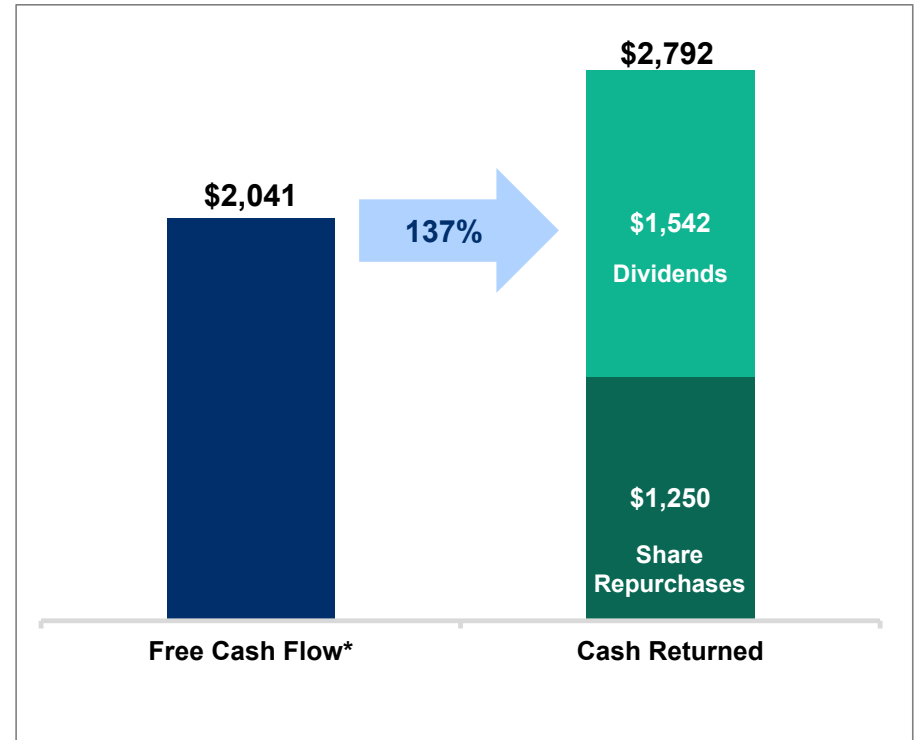 $2,792
$2,041
137%
$1,542
Dividends
$1,250
Share
Repurchases
Free Cash Flow*
Cash Returned